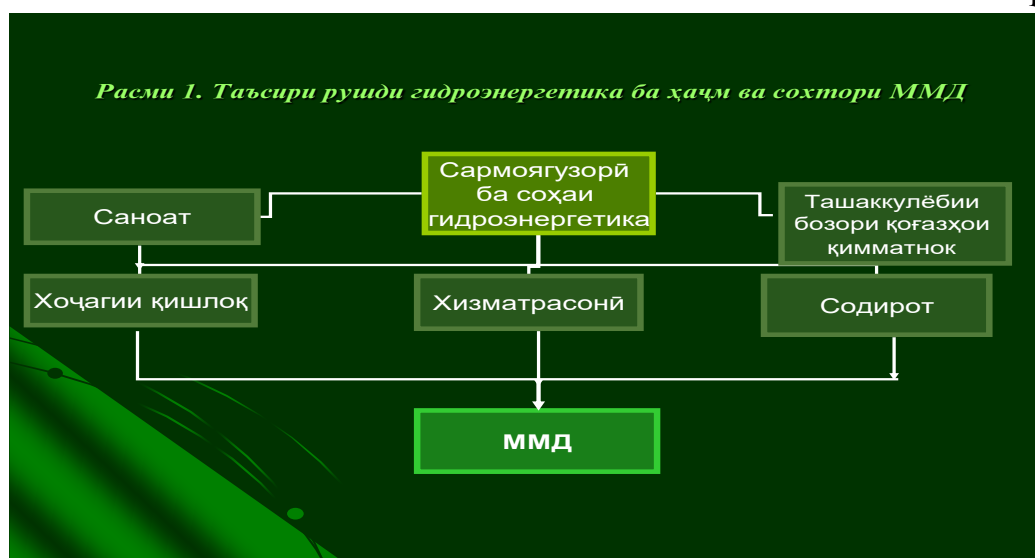 Расми 1. Таъсири рушди гидроэнергетика ба ҳаҷм ва сохтори ММД
Сармоягузорӣ
ба соҳаи
гидроэнергетика
Саноат
Ташаккулёбии
бозори қоғазҳои
қимматнок
Хоҷагии қишлоқ
Хизматрасонӣ
Содирот
ММД